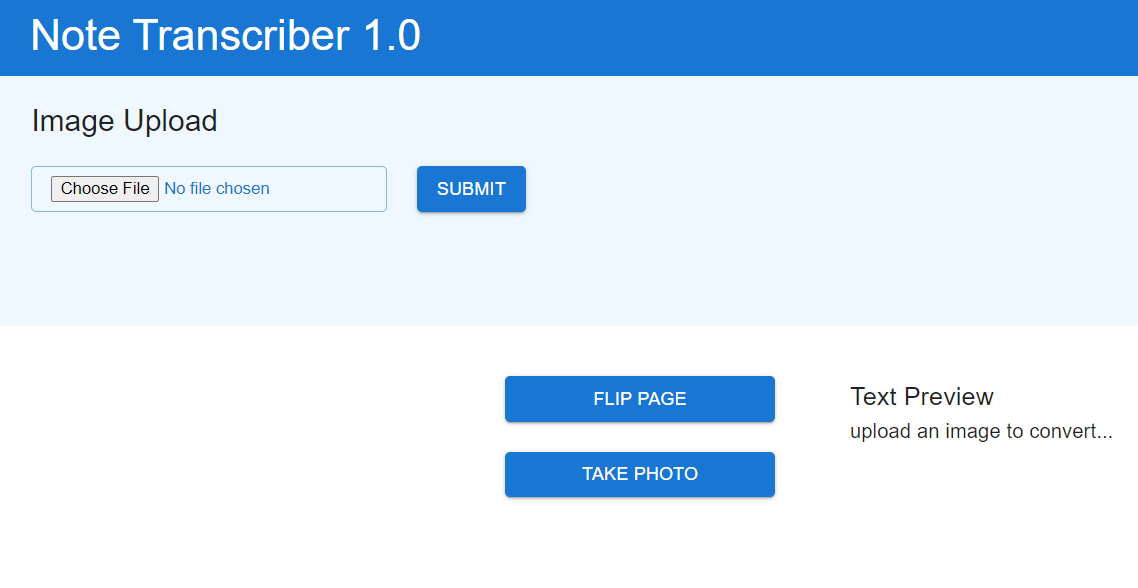 Note Transcriber 1.0
Image Upload
Choose File No file chosen
SUBMIT
FLIP PAGE
TAKE PHOTO
Text Preview
upload an image to convert...